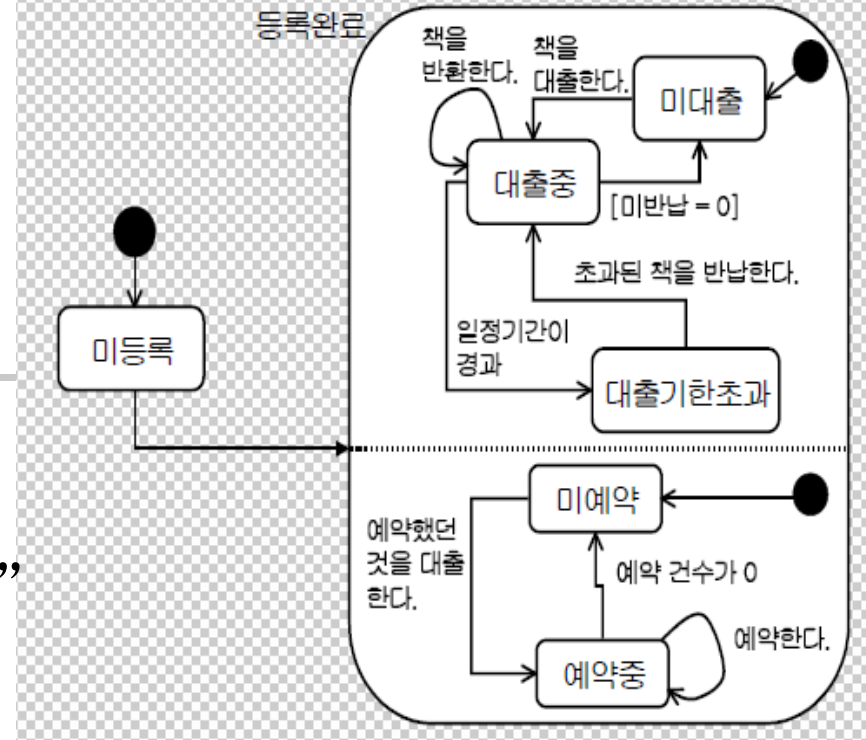 등록완료
책을
반환한다.
책을
대출한다.
미대출
대출중
[미반납 = 0]
초과된 책을 반납한다.
일정기간이
경과
대출기한초과
미등록
미예약
예약했던
것을 대출
한다.
예약 건수가 0
예약한다.
예약중
”